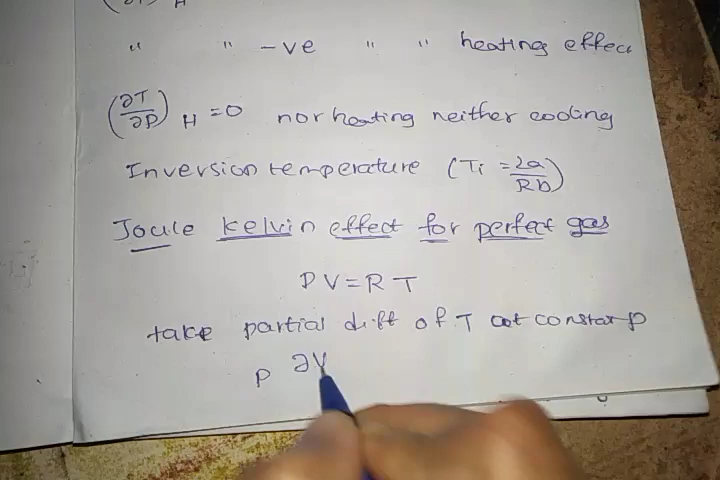 H
" " -ve " " heating effec
(∂T/∂P) H =0 nor heating neither cooling
Inversion temperature (Ti = 2a/Rb)
Joule kelvin effect for perfect gas
PV=RT
take partial diff of T at constan P
P ∂V